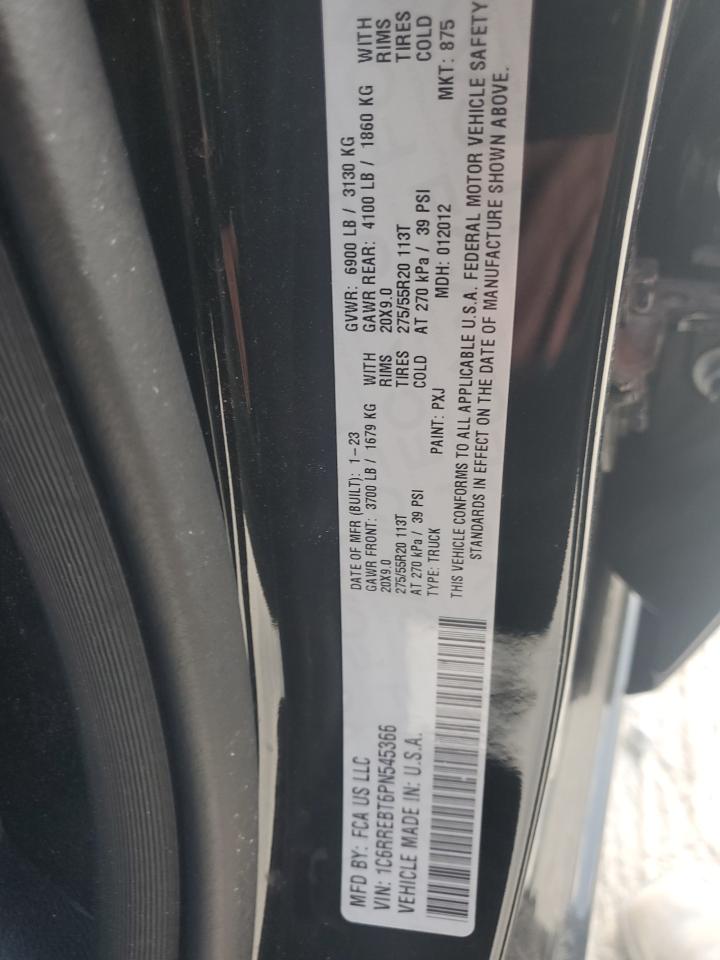 MFD BY: FCA US LLC
VIN: 1C6RREBT6PN545366
VEHICLE MADE IN: U.S.A.
DATE OF MFR (BUILT): 1-23 GVWR: 6900 LB / 3130 KG
GAWR FRONT: 3700 LB / 1679 KG WITH GAWR REAR: 4100 LB / 1860 KG WITH
20X9.0 RIMS 20X9.0 RIMS
275/55R20 113T TIRES 275/55R20 113T TIRES
AT 270 kPa / 39 PSI COLD AT 270 kPa / 39 PSI COLD
TYPE: TRUCK PAINT: PXJ MDH: 012012 MKT: 875
THIS VEHICLE CONFORMS TO ALL APPLICABLE U.S.A. FEDERAL MOTOR VEHICLE SAFETY
STANDARDS IN EFFECT ON THE DATE OF MANUFACTURE SHOWN ABOVE.